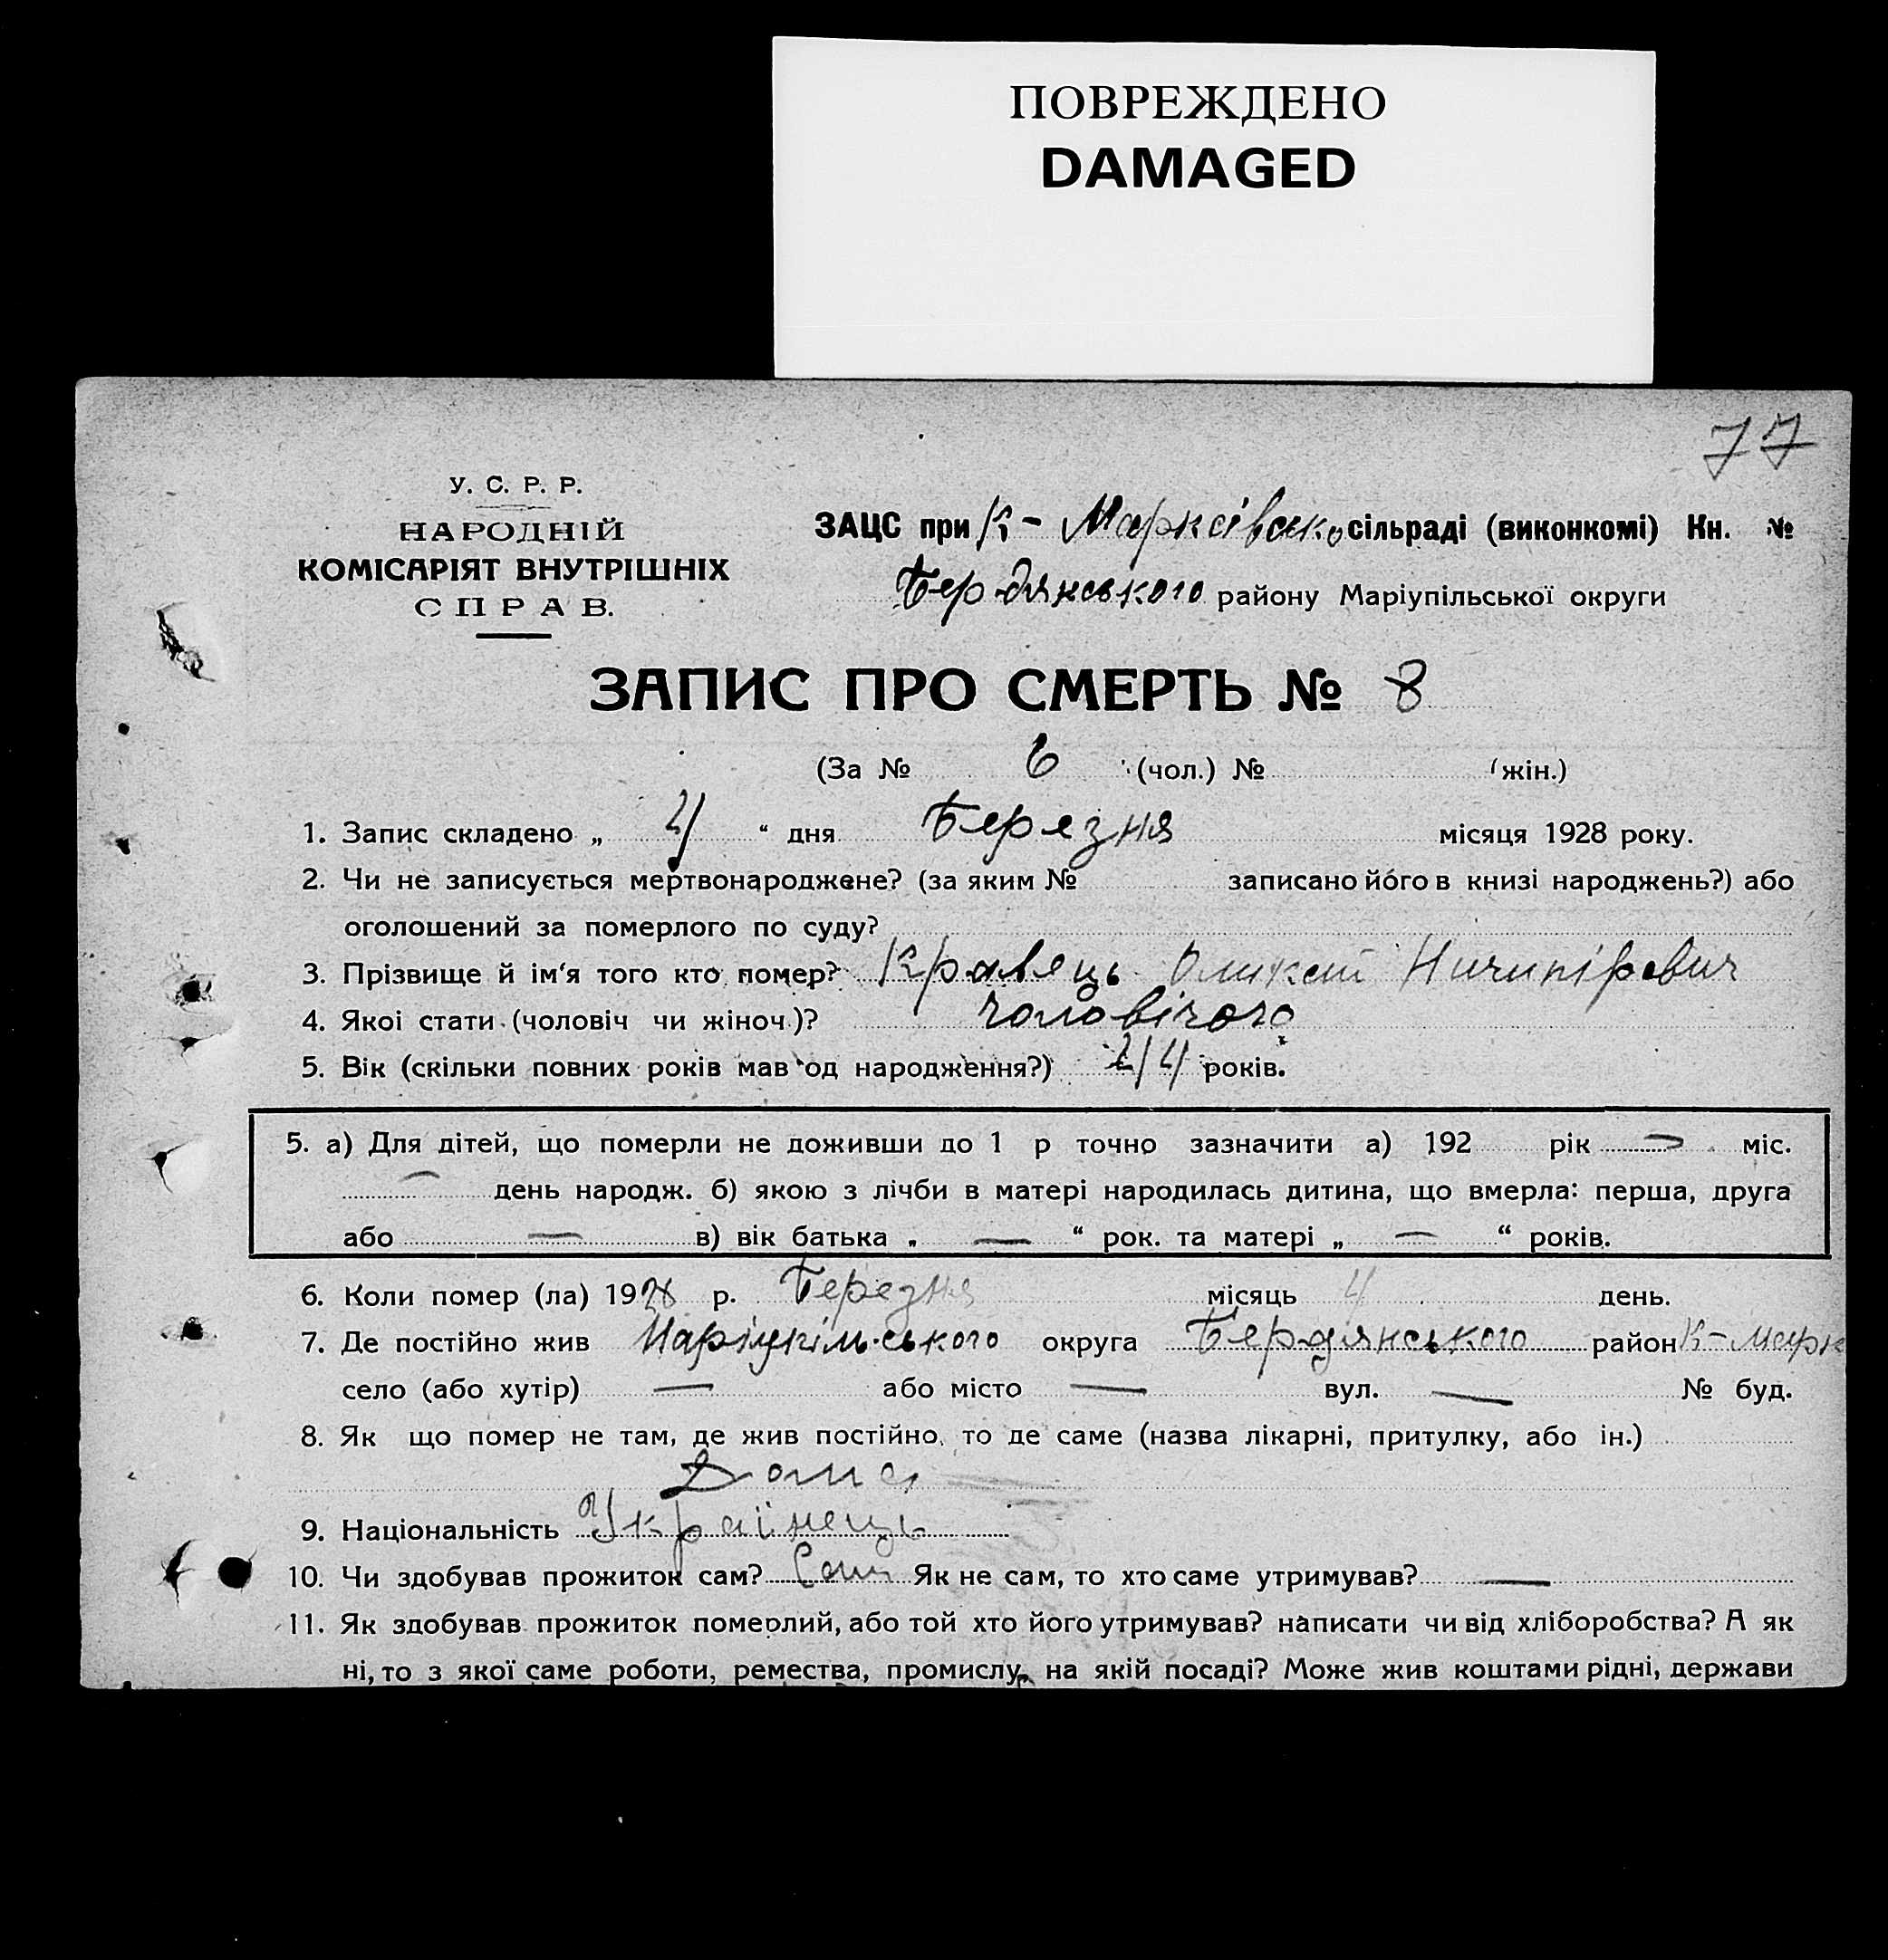 ПОВРЕЖДЕНО
DAMAGED
77
У. С. Р. Р.
НАРОДНІЙ
КОМІСАРІЯТ ВНУТРІШНІХ
СПРАВ.
ЗАЦС при К- Марксівсько сільраді (виконкомі) Кн. №
Бердянського району Маріупільської округи
ЗАПИС ПРО СМЕРТЬ № 8
(За № 6 (чол.) № (жін.)
1. Запис складено „ 4 “ дня Березня місяця 1928 року.
2. Чи не записується мертвонароджене? (за яким № записано його в книзі народжень?) або
оголошений за померлого по суду?
3. Прізвище й ім'я того кто помер? Кравець Ничипірович
4. Якої стати (чоловіч чи жіноч.)? чоловічого
5. Вік (скільки повних років мав од народження?) років.
5. а) Для дітей, що померли не доживши до 1 р точно зазначити а) 192 рік — міс.
— день народж. б) якою з лічби в матері народилась дитина, що вмерла: перша, друга
або — в) вік батька „ — “ рок. та матері „ — “ років.
6. Коли помер (ла) 1928 р. Березня місяць 4 день.
7. Де постійно жив Маріупільського округа Бердянського район К-Марк
село (або хутір) — або місто — вул. — № буд.
8. Як що помер не там, де жив постійно, то де саме (назва лікарні, притулку, або ін.)
Дома
9. Національність Українець
10. Чи здобував прожиток сам? Сам Як не сам, то хто саме утримував? —
11. Як здобував прожиток померлий, або той хто його утримував? написати чи від хліборобства? А як
ні, то з якої саме роботи, ремества, промислу, на якій посаді? Може жив коштами рідні, держави